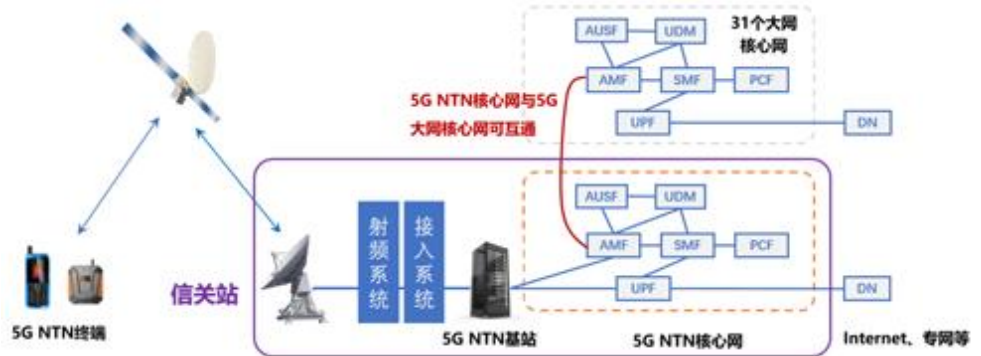 31个大网
核心网
AUSF
UDM
AMF
SMF
PCF
UPF
DN
5G NTN核心网与5G
大网核心网可互通
AUSF
UDM
AMF
SMF
PCF
UPF
DN
射频系统
接入系统
信关站
5G NTN终端
5G NTN基站
5G NTN核心网
Internet、专网等